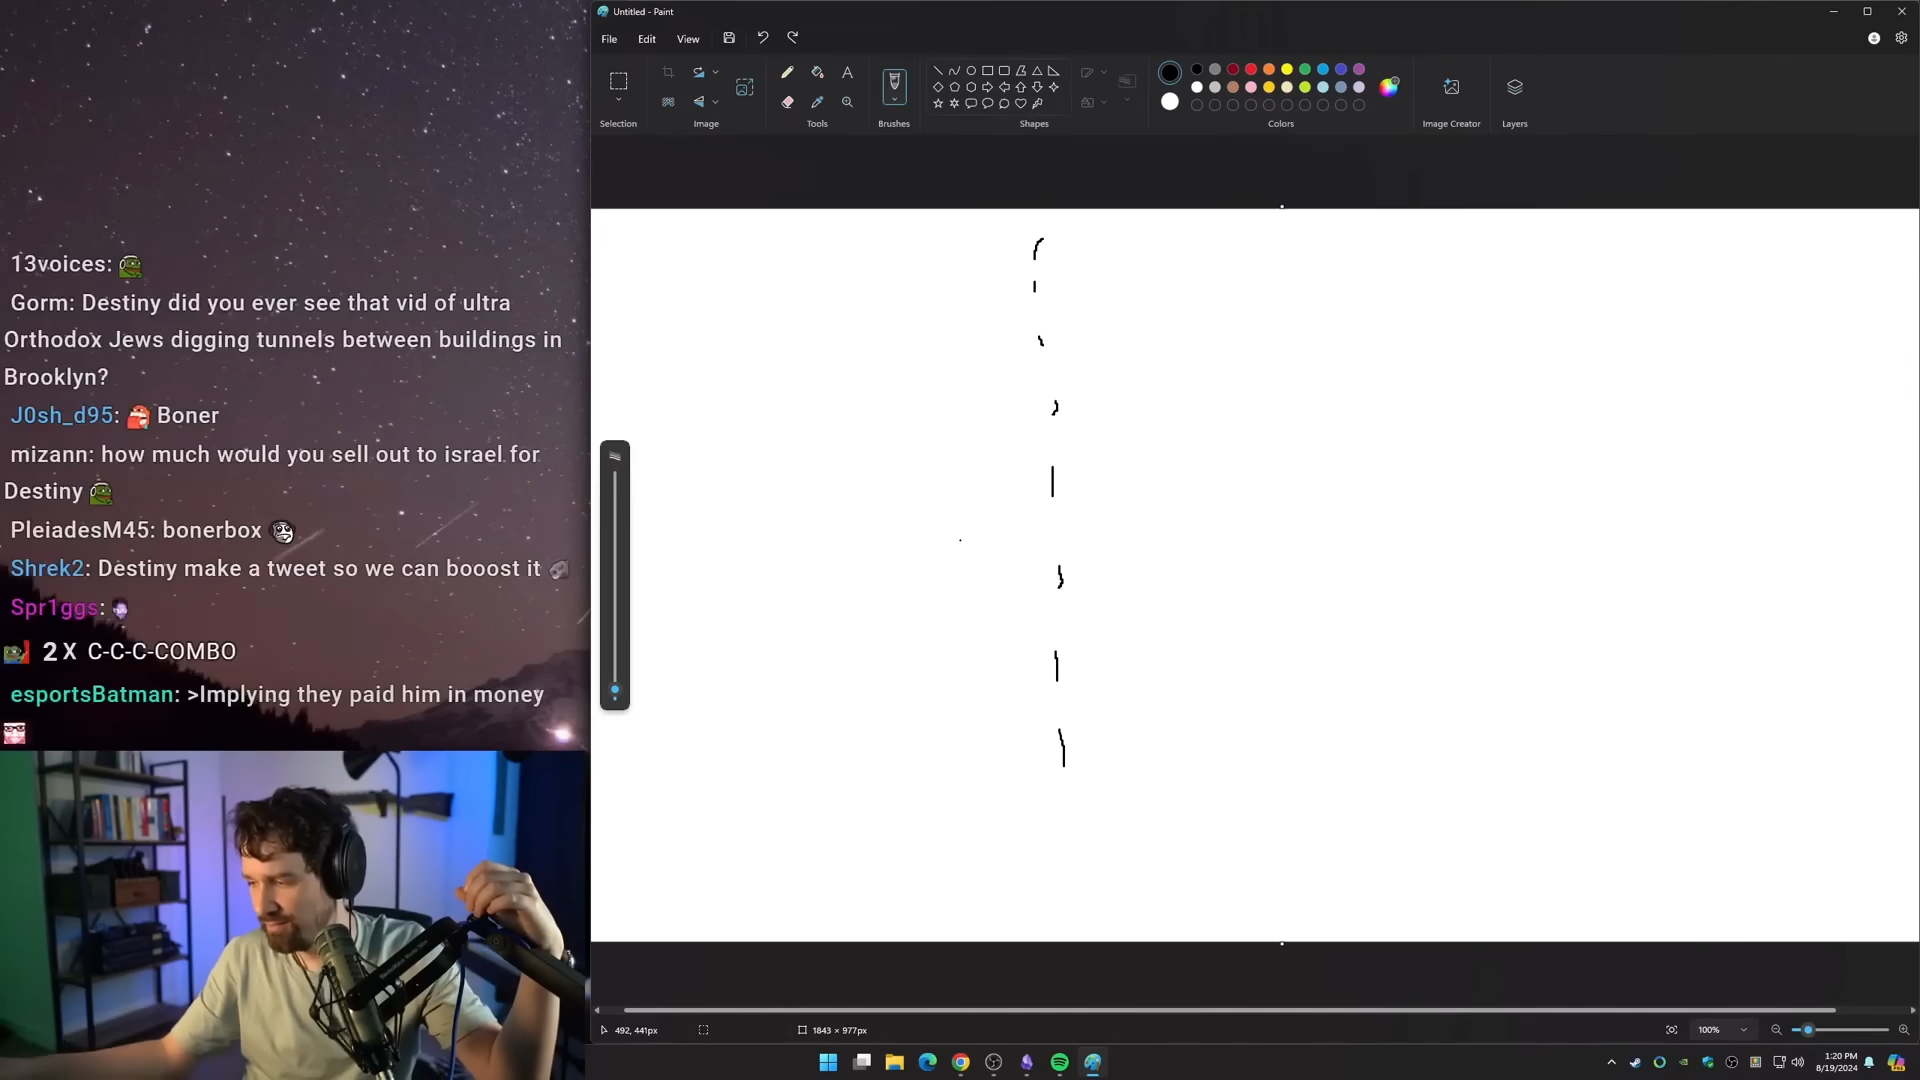 Untitled - Paint
File Edit View
Selection Image Tools Brushes Shapes Colors Image Creator Layers
13voices:
Gorm: Destiny did you ever see that vid of ultra
Orthodox Jews digging tunnels between buildings in
Brooklyn?
J0sh_d95: Boner
mizann: how much would you sell out to israel for
Destiny
PleiadesM45: bonerbox
Shrek2: Destiny make a tweet so we can booost it
Spr1ggs:
2 X C-C-C-COMBO
esportsBatman: >Implying they paid him in money
492, 441px
1843 × 977px
100%
1:20 PM
8/19/2024